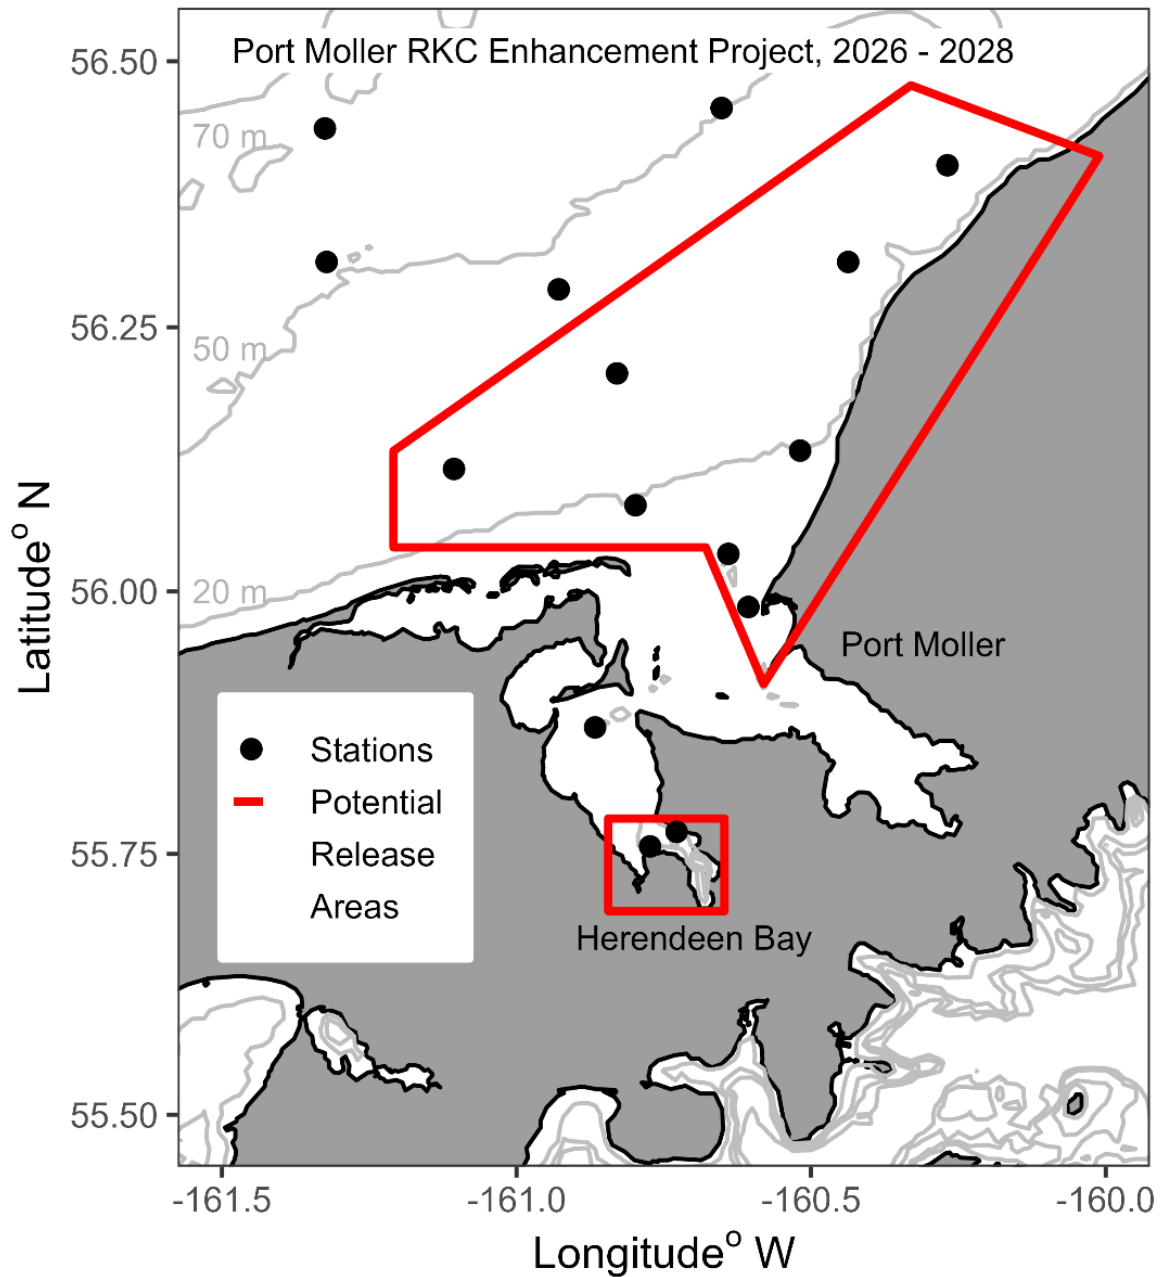 Port Moller RKC Enhancement Project, 2026 - 2028
56.50
70 m
56.25
50 m
56.00
20 m
Port Moller
Stations
Potential
Release
Areas
55.75
Herendeen Bay
55.50
-161.5
-161.0
-160.5
-160.0
Latitude° N
Longitude° W